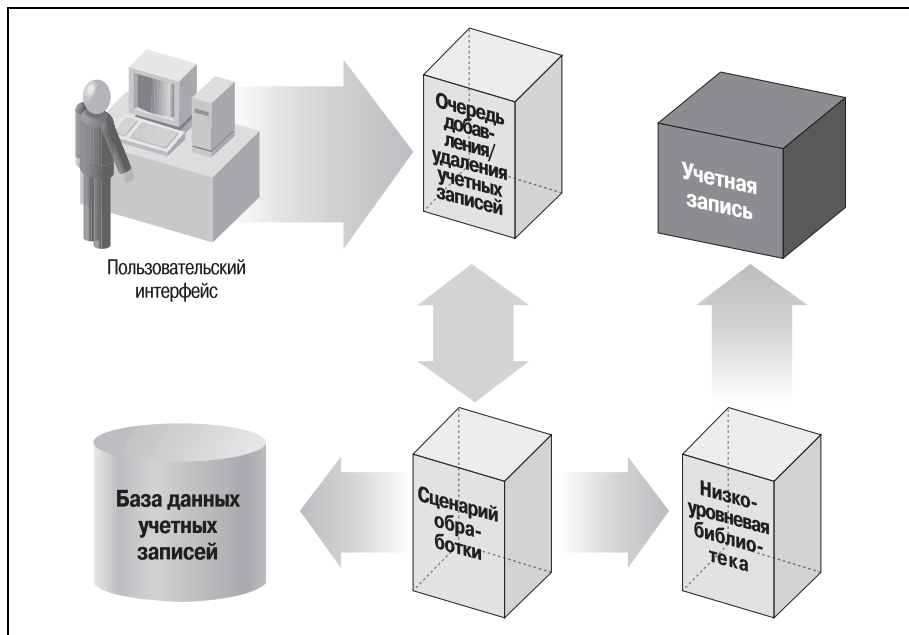 Очередь
добав-
ления/
удаления
учетных
записей
Учетная
запись
Пользовательский
интерфейс
База данных
учетных
записей
Сценарий
обра-
ботки
Низко-
уровневая
библио-
тека